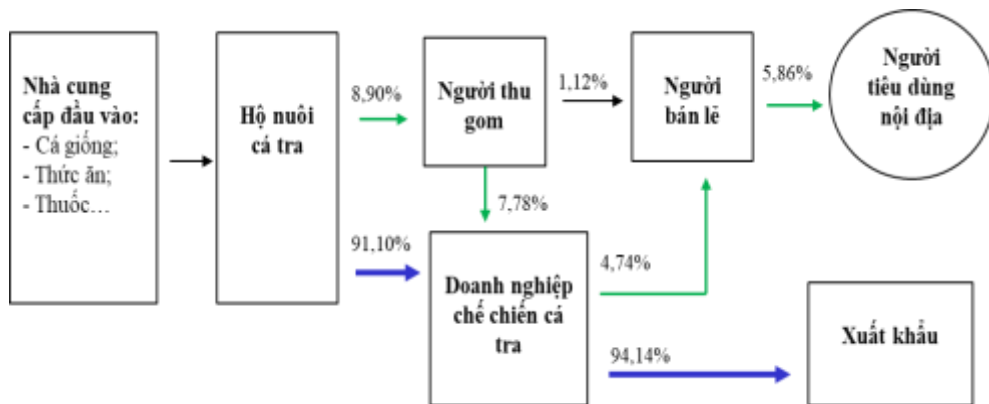 Nhà cung
cấp đầu vào:
- Cá giống;
- Thức ăn;
- Thuốc…
Hộ nuôi
cá tra
8,90%
91,10%
Người thu
gom
1,12%
7,78%
Người
bán lẻ
5,86%
Người
tiêu dùng
nội địa
Doanh nghiệp
chế chiến cá
tra
4,74%
94,14%
Xuất khẩu